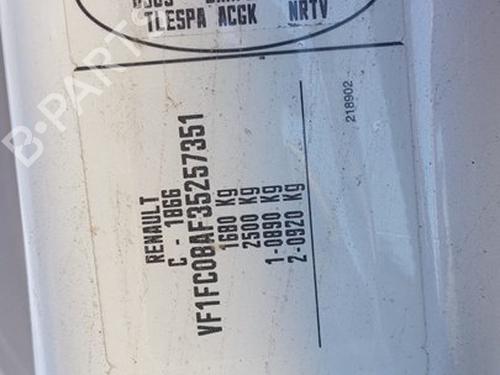 TLESPA ACGK NRTV
218902
RENAULT
C - 1866
VF1FC08AF35257351
1680 Kg
2500 Kg
1-0890 Kg
2-0920 Kg
B-PARTS